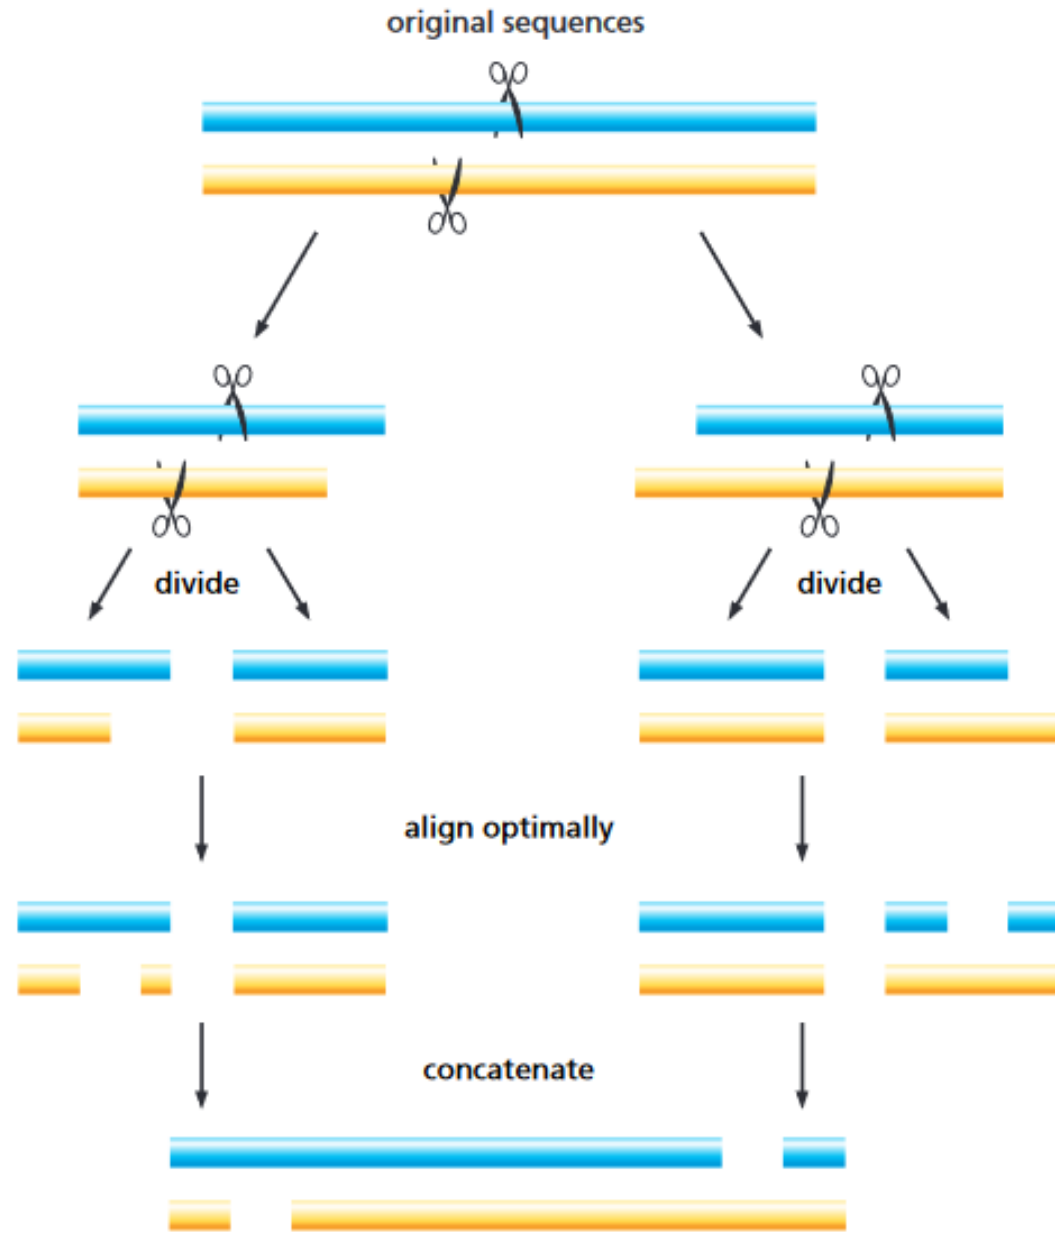 original sequences
divide
divide
align optimally
concatenate